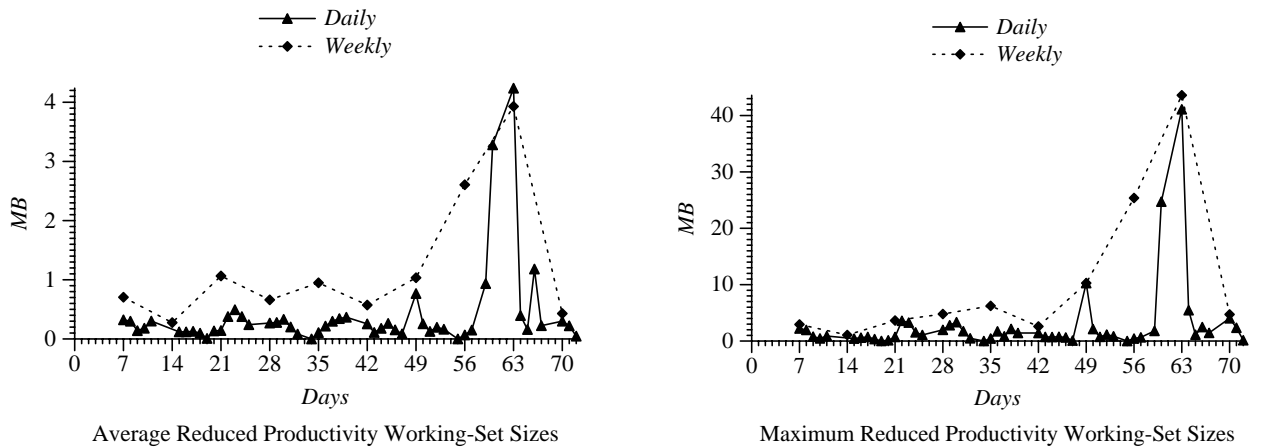 Daily
Weekly
MB
4
3
2
1
0
0 7 14 21 28 35 42 49 56 63 70
Days
Average Reduced Productivity Working-Set Sizes
Daily
Weekly
MB
40
30
20
10
0
0 7 14 21 28 35 42 49 56 63 70
Days
Maximum Reduced Productivity Working-Set Sizes